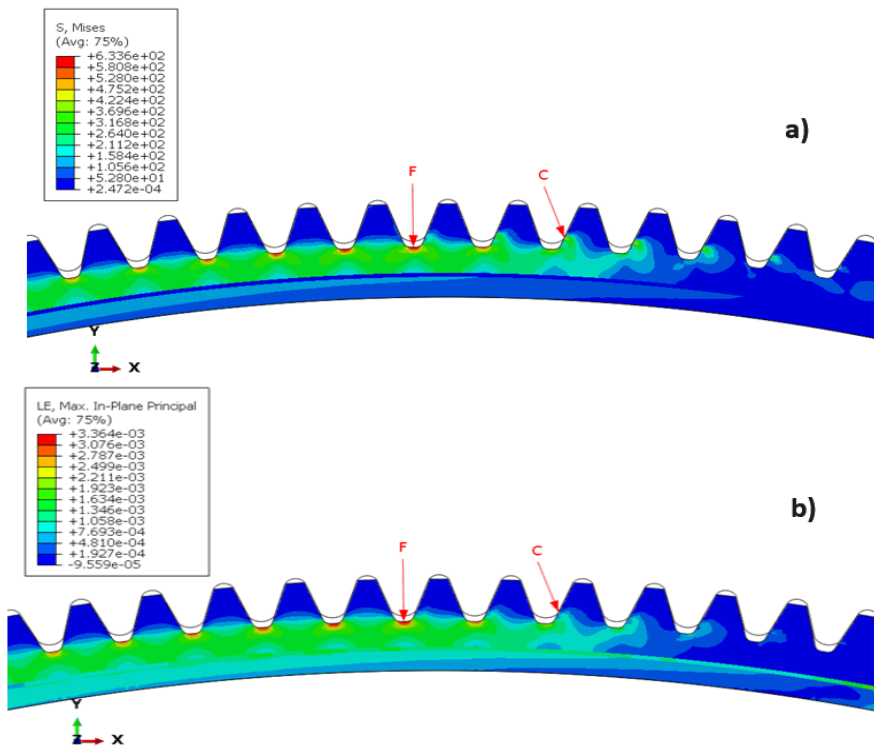 S, Mises
(Avg: 75%)
+6.336e+02
+5.808e+02
+5.280e+02
+4.752e+02
+4.224e+02
+3.696e+02
+3.168e+02
+2.640e+02
+2.112e+02
+1.584e+02
+1.056e+02
+5.280e+01
+2.472e-04
a)
F
C
Y
Z X
LE, Max. In-Plane Principal
(Avg: 75%)
+3.364e-03
+3.076e-03
+2.787e-03
+2.499e-03
+2.211e-03
+1.923e-03
+1.634e-03
+1.346e-03
+1.058e-03
+7.693e-04
+4.810e-04
+1.927e-04
-9.559e-05
b)
F
C
Y
Z X